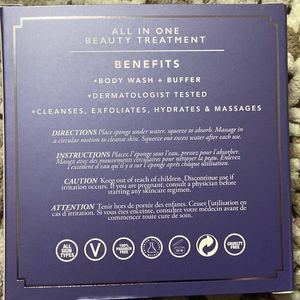 ALL IN ONE
BEAUTY TREATMENT
BENEFITS
•BODY WASH + BUFFER
•DERMATOLOGIST TESTED
•CLEANSES, EXFOLIATES, HYDRATES & MASSAGES
DIRECTIONS Place sponge under water, squeeze to absorb. Massage in
a circular motion to cleanse skin. Squeeze out excess water after use.
INSTRUCTIONS Placez l'éponge sous l'eau, pressez pour l'absorber.
Massez avec des mouvements circulaires pour nettoyer la peau. Enlevez
l'excédent d'eau qu'il y a dans l'éponge après chaque utilisation.
CAUTION Keep out of reach of children. Discontinue use if
irritation occurs. If you are pregnant, consult a physician before
starting any skincare regimen.
ATTENTION Tenir hors de portée des enfants. Cesser l'utilisation en
cas d'irritation. Si vous êtes enceinte, consultez votre médecin avant de
commencer toute cure de soin.
ALL SKIN TYPES
V
100% PARABEN FREE
CRUELTY FREE